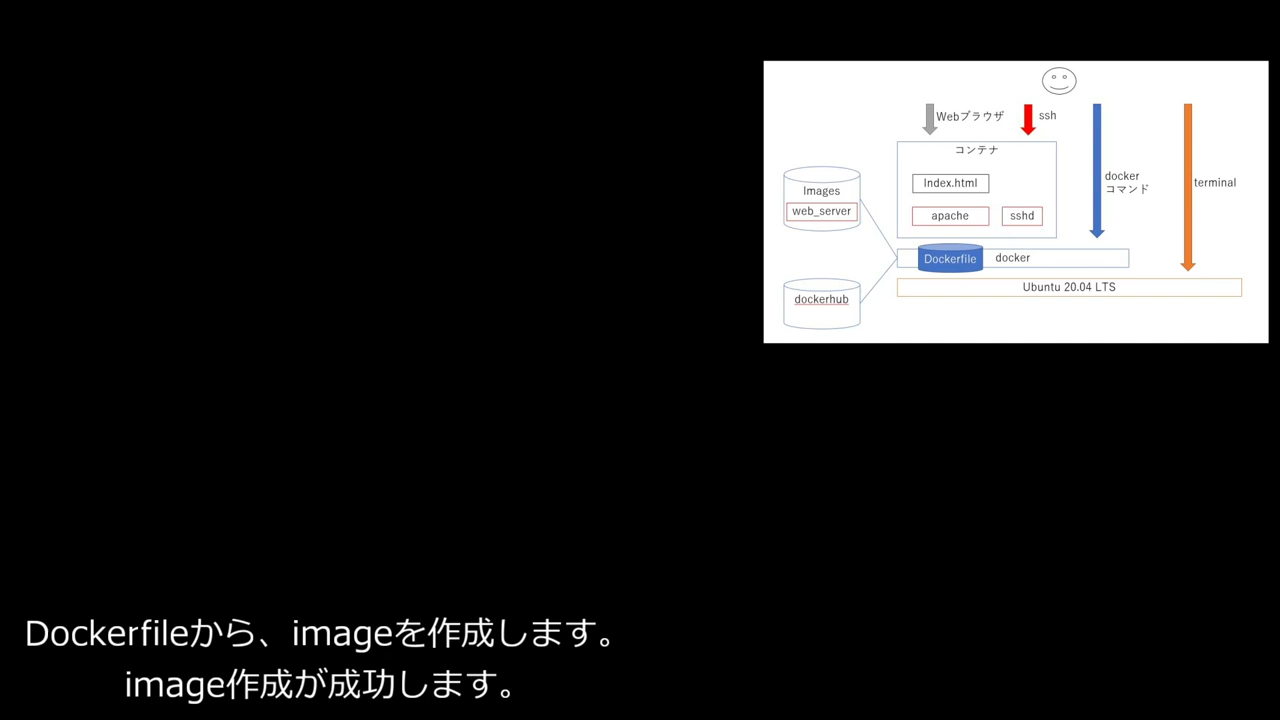 Webブラウザ
ssh
コンテナ
Index.html
apache
sshd
docker
コマンド
terminal
Images
web_server
dockerhub
Dockerfile
docker
Ubuntu 20.04 LTS
Dockerfileから、imageを作成します。
image作成が成功します。